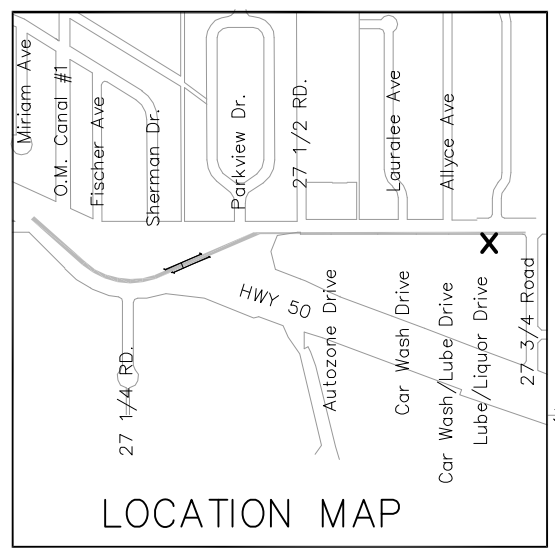 Miriam Ave
O.M. Canal #1
Fischer Ave
Sherman Dr.
Parkview Dr.
27 1/2 RD.
Lauralee Ave
Allyce Ave
X
HWY 50
27 1/4 RD.
Autozone Drive
Car Wash Drive
Car Wash/Lube Drive
Lube/Liquor Drive
27 3/4 Road
LOCATION MAP